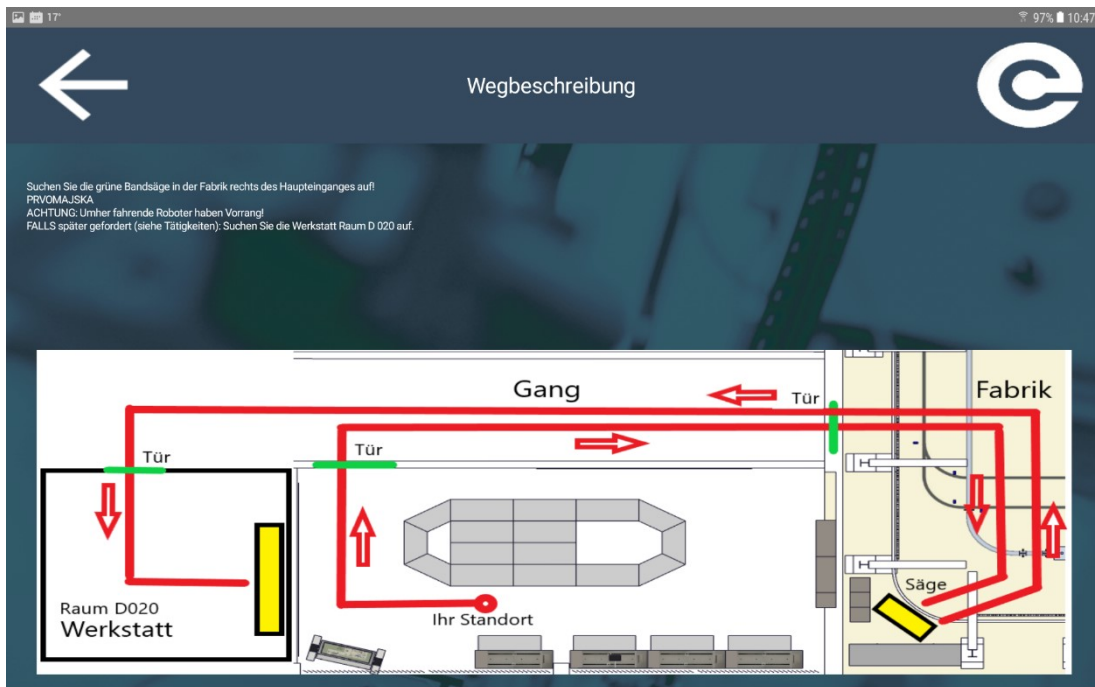 17°
97% 10:47
Wegbeschreibung
Suchen Sie die grüne Bandsäge in der Fabrik rechts des Haupteinganges auf!
PRVOMAJSKA
ACHTUNG: Umher fahrende Roboter haben Vorrang!
FALLS später gefordert (siehe Tätigkeiten): Suchen Sie die Werkstatt Raum D 020 auf.
Gang
Tür
Fabrik
Tür
Tür
Säge
Raum D020
Werkstatt
Ihr Standort